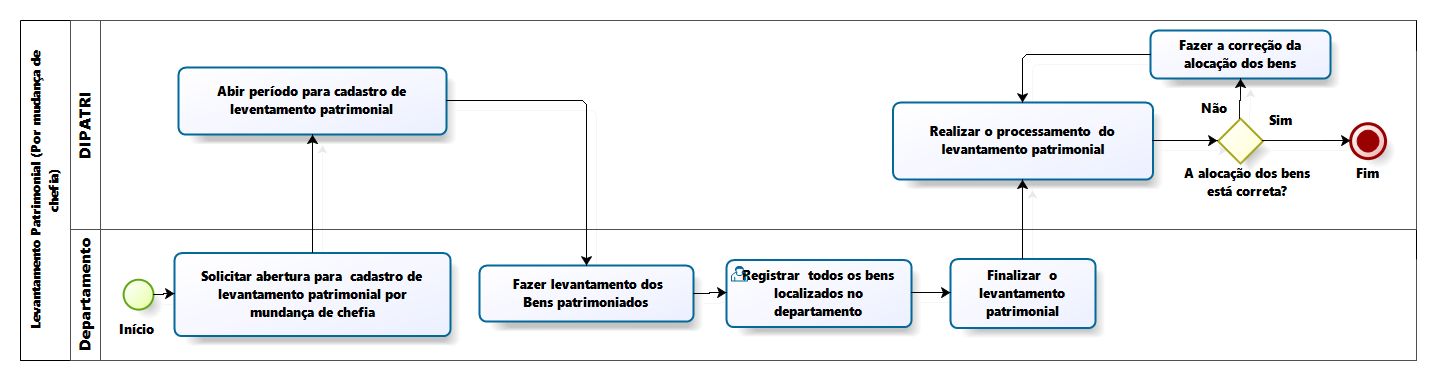 Levantamento Patrimonial (Por mudança de
chefia)
DIPATRI
Departamento
Abir período para cadastro de
leventamento patrimonial
Fazer a correção da
alocação dos bens
Realizar o processamento do
levantamento patrimonial
Não
Sim
A alocação dos bens
está correta?
Fim
Início
Solicitar abertura para cadastro de
levantamento patrimonial por
mundança de chefia
Fazer levantamento dos
Bens patrimoniados
Registrar todos os bens
localizados no
departamento
Finalizar o
levantamento
patrimonial